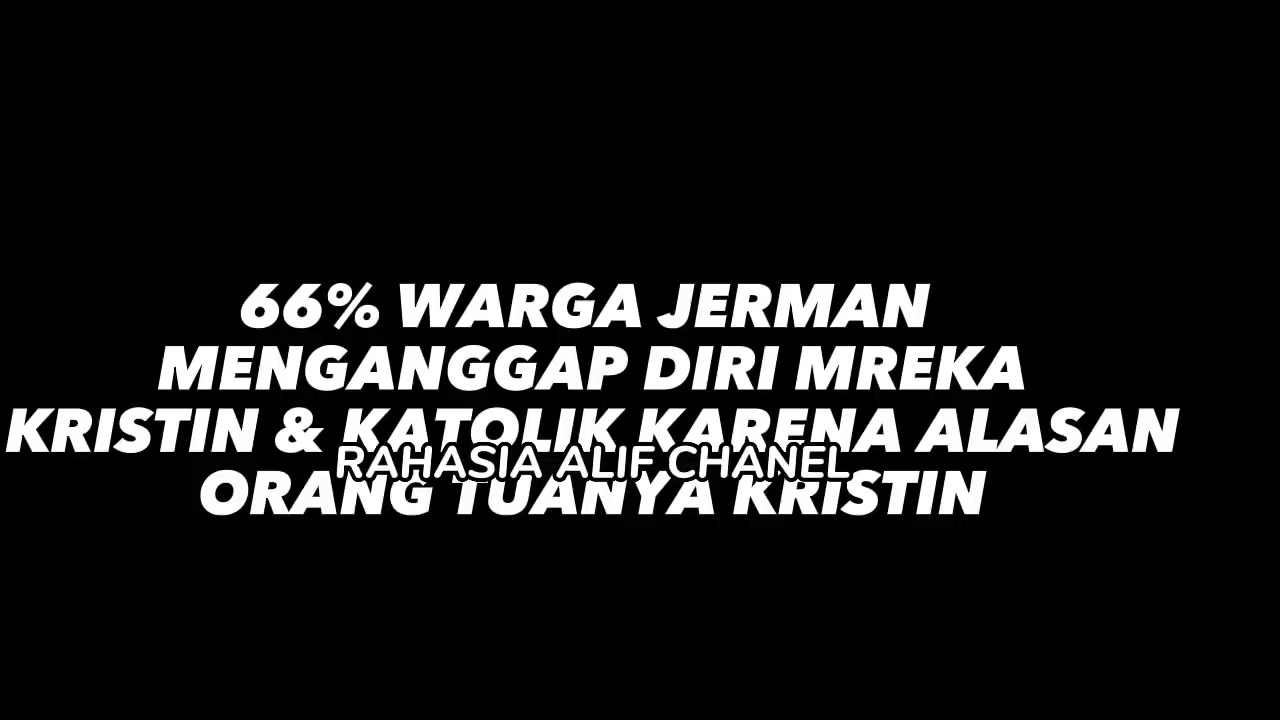 66% WARGA JERMAN
MENGANGGAP DIRI MREKA
KRISTIN & KATOLIK KARENA ALASAN
RAHASIA ALIF CHANEL
ORANG TUANYA KRISTIN